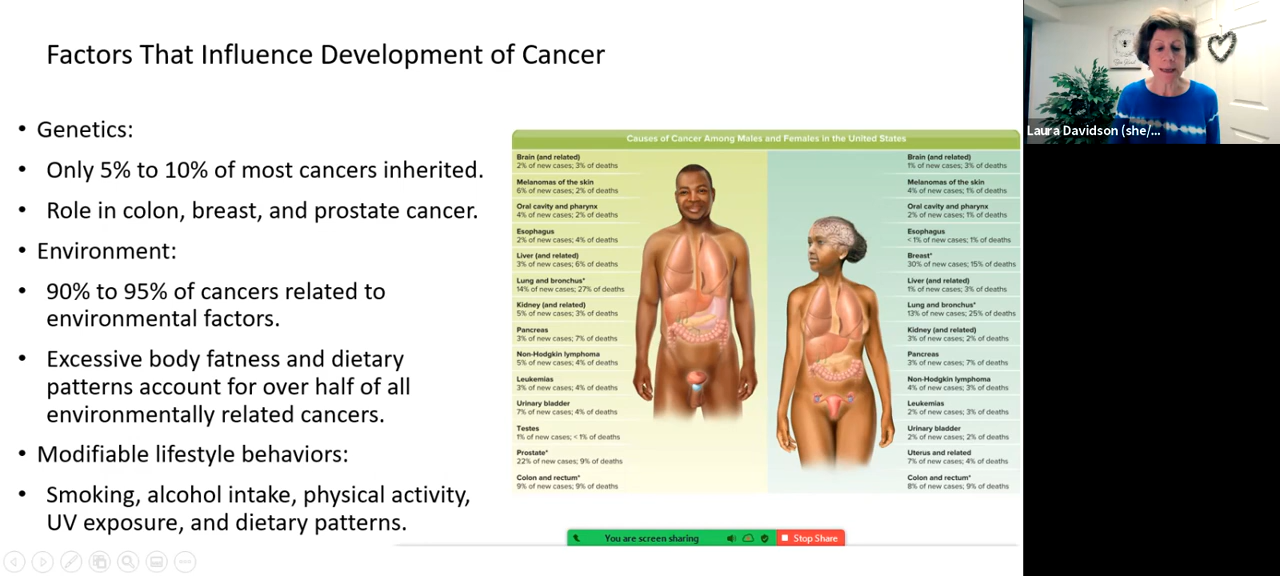 Factors That Influence Development of Cancer
• Genetics:
• Only 5% to 10% of most cancers inherited.
• Role in colon, breast, and prostate cancer.
• Environment:
• 90% to 95% of cancers related to
environmental factors.
• Excessive body fatness and dietary
patterns account for over half of all
environmentally related cancers.
• Modifiable lifestyle behaviors:
• Smoking, alcohol intake, physical activity,
UV exposure, and dietary patterns.
Causes of Cancer Among Males and Females in the United States
Brain (and related)
2% of new cases; 3% of deaths
Melanomas of the skin
6% of new cases; 2% of deaths
Oral cavity and pharynx
4% of new cases; 2% of deaths
Esophagus
2% of new cases; 4% of deaths
Liver (and related)
3% of new cases; 6% of deaths
Lung and bronchus*
14% of new cases; 27% of deaths
Kidney (and related)
5% of new cases; 3% of deaths
Pancreas
3% of new cases; 7% of deaths
Non-Hodgkin lymphoma
5% of new cases; 4% of deaths
Leukemias
3% of new cases; 4% of deaths
Urinary bladder
7% of new cases; 4% of deaths
Testes
1% of new cases; < 1% of deaths
Prostate*
22% of new cases; 9% of deaths
Colon and rectum*
9% of new cases; 9% of deaths
Brain (and related)
1% of new cases; 3% of deaths
Melanomas of the skin
4% of new cases; 1% of deaths
Oral cavity and pharynx
2% of new cases; 1% of deaths
Esophagus
< 1% of new cases; 1% of deaths
Breast*
30% of new cases; 15% of deaths
Liver (and related)
1% of new cases; 3% of deaths
Lung and bronchus*
13% of new cases; 25% of deaths
Kidney (and related)
3% of new cases; 2% of deaths
Pancreas
3% of new cases; 7% of deaths
Non-Hodgkin lymphoma
4% of new cases; 3% of deaths
Leukemias
2% of new cases; 3% of deaths
Urinary bladder
2% of new cases; 2% of deaths
Uterus and related
7% of new cases; 4% of deaths
Colon and rectum*
8% of new cases; 9% of deaths
You are screen sharing
Stop Share
Laura Davidson (she/...